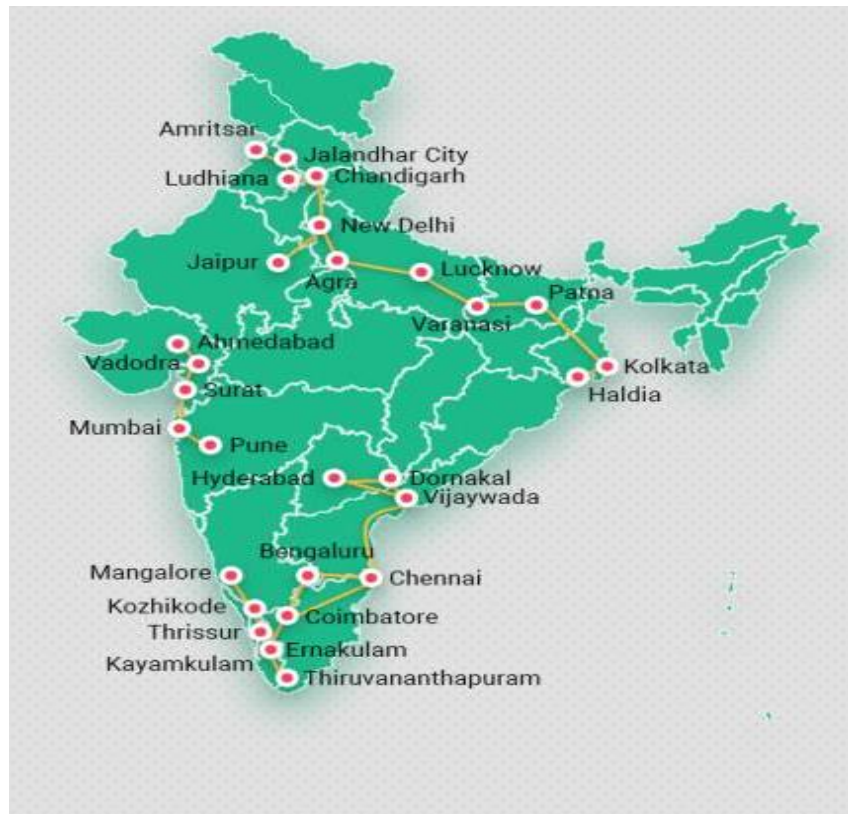 Amritsar
Jalandhar City
Ludhiana
Chandigarh
New Delhi
Jaipur
Agra
Lucknow
Patna
Varanasi
Ahmedabad
Vadodra
Kolkata
Surat
Haldia
Mumbai
Pune
Hyderabad
Dornakal
Vijaywada
Bengaluru
Mangalore
Chennai
Kozhikode
Coimbatore
Thrissur
Ernakulam
Kayamkulam
Thiruvananthapuram